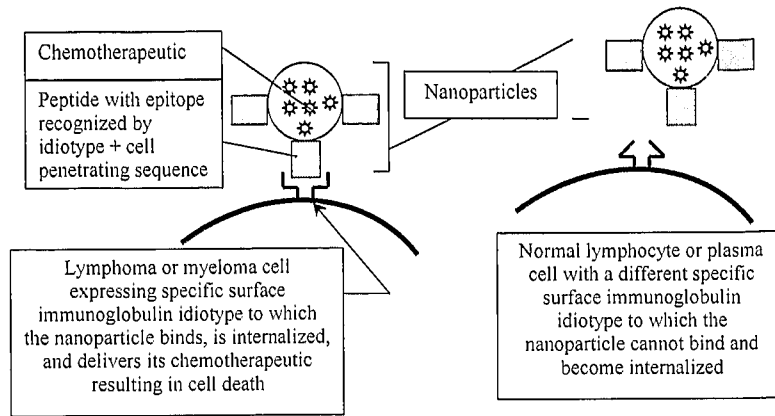 Chemotherapeutic
Peptide with epitope
recognized by
idiotype + cell
penetrating sequence
Nanoparticles
Lymphoma or myeloma cell
expressing specific surface
immunoglobulin idiotype to which
the nanoparticle binds, is internalized,
and delivers its chemotherapeutic
resulting in cell death
Normal lymphocyte or plasma
cell with a different specific
surface immunoglobulin
idiotype to which the
nanoparticle cannot bind and
become internalized